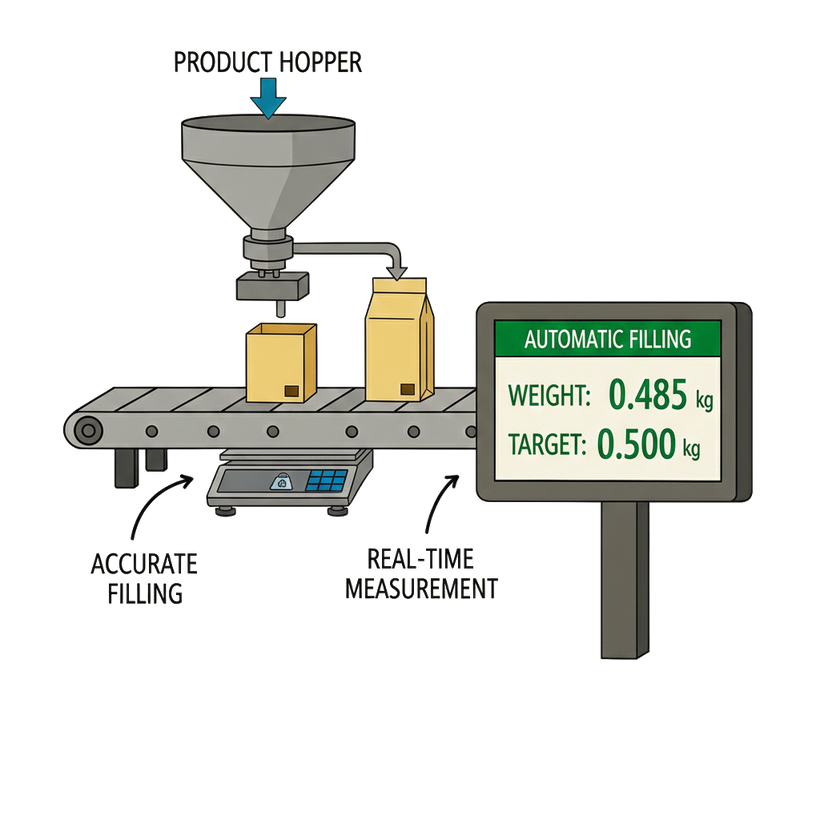 PRODUCT HOPPER
AUTOMATIC FILLING
WEIGHT: 0.485 kg
TARGET: 0.500 kg
ACCURATE
FILLING
REAL-TIME
MEASUREMENT